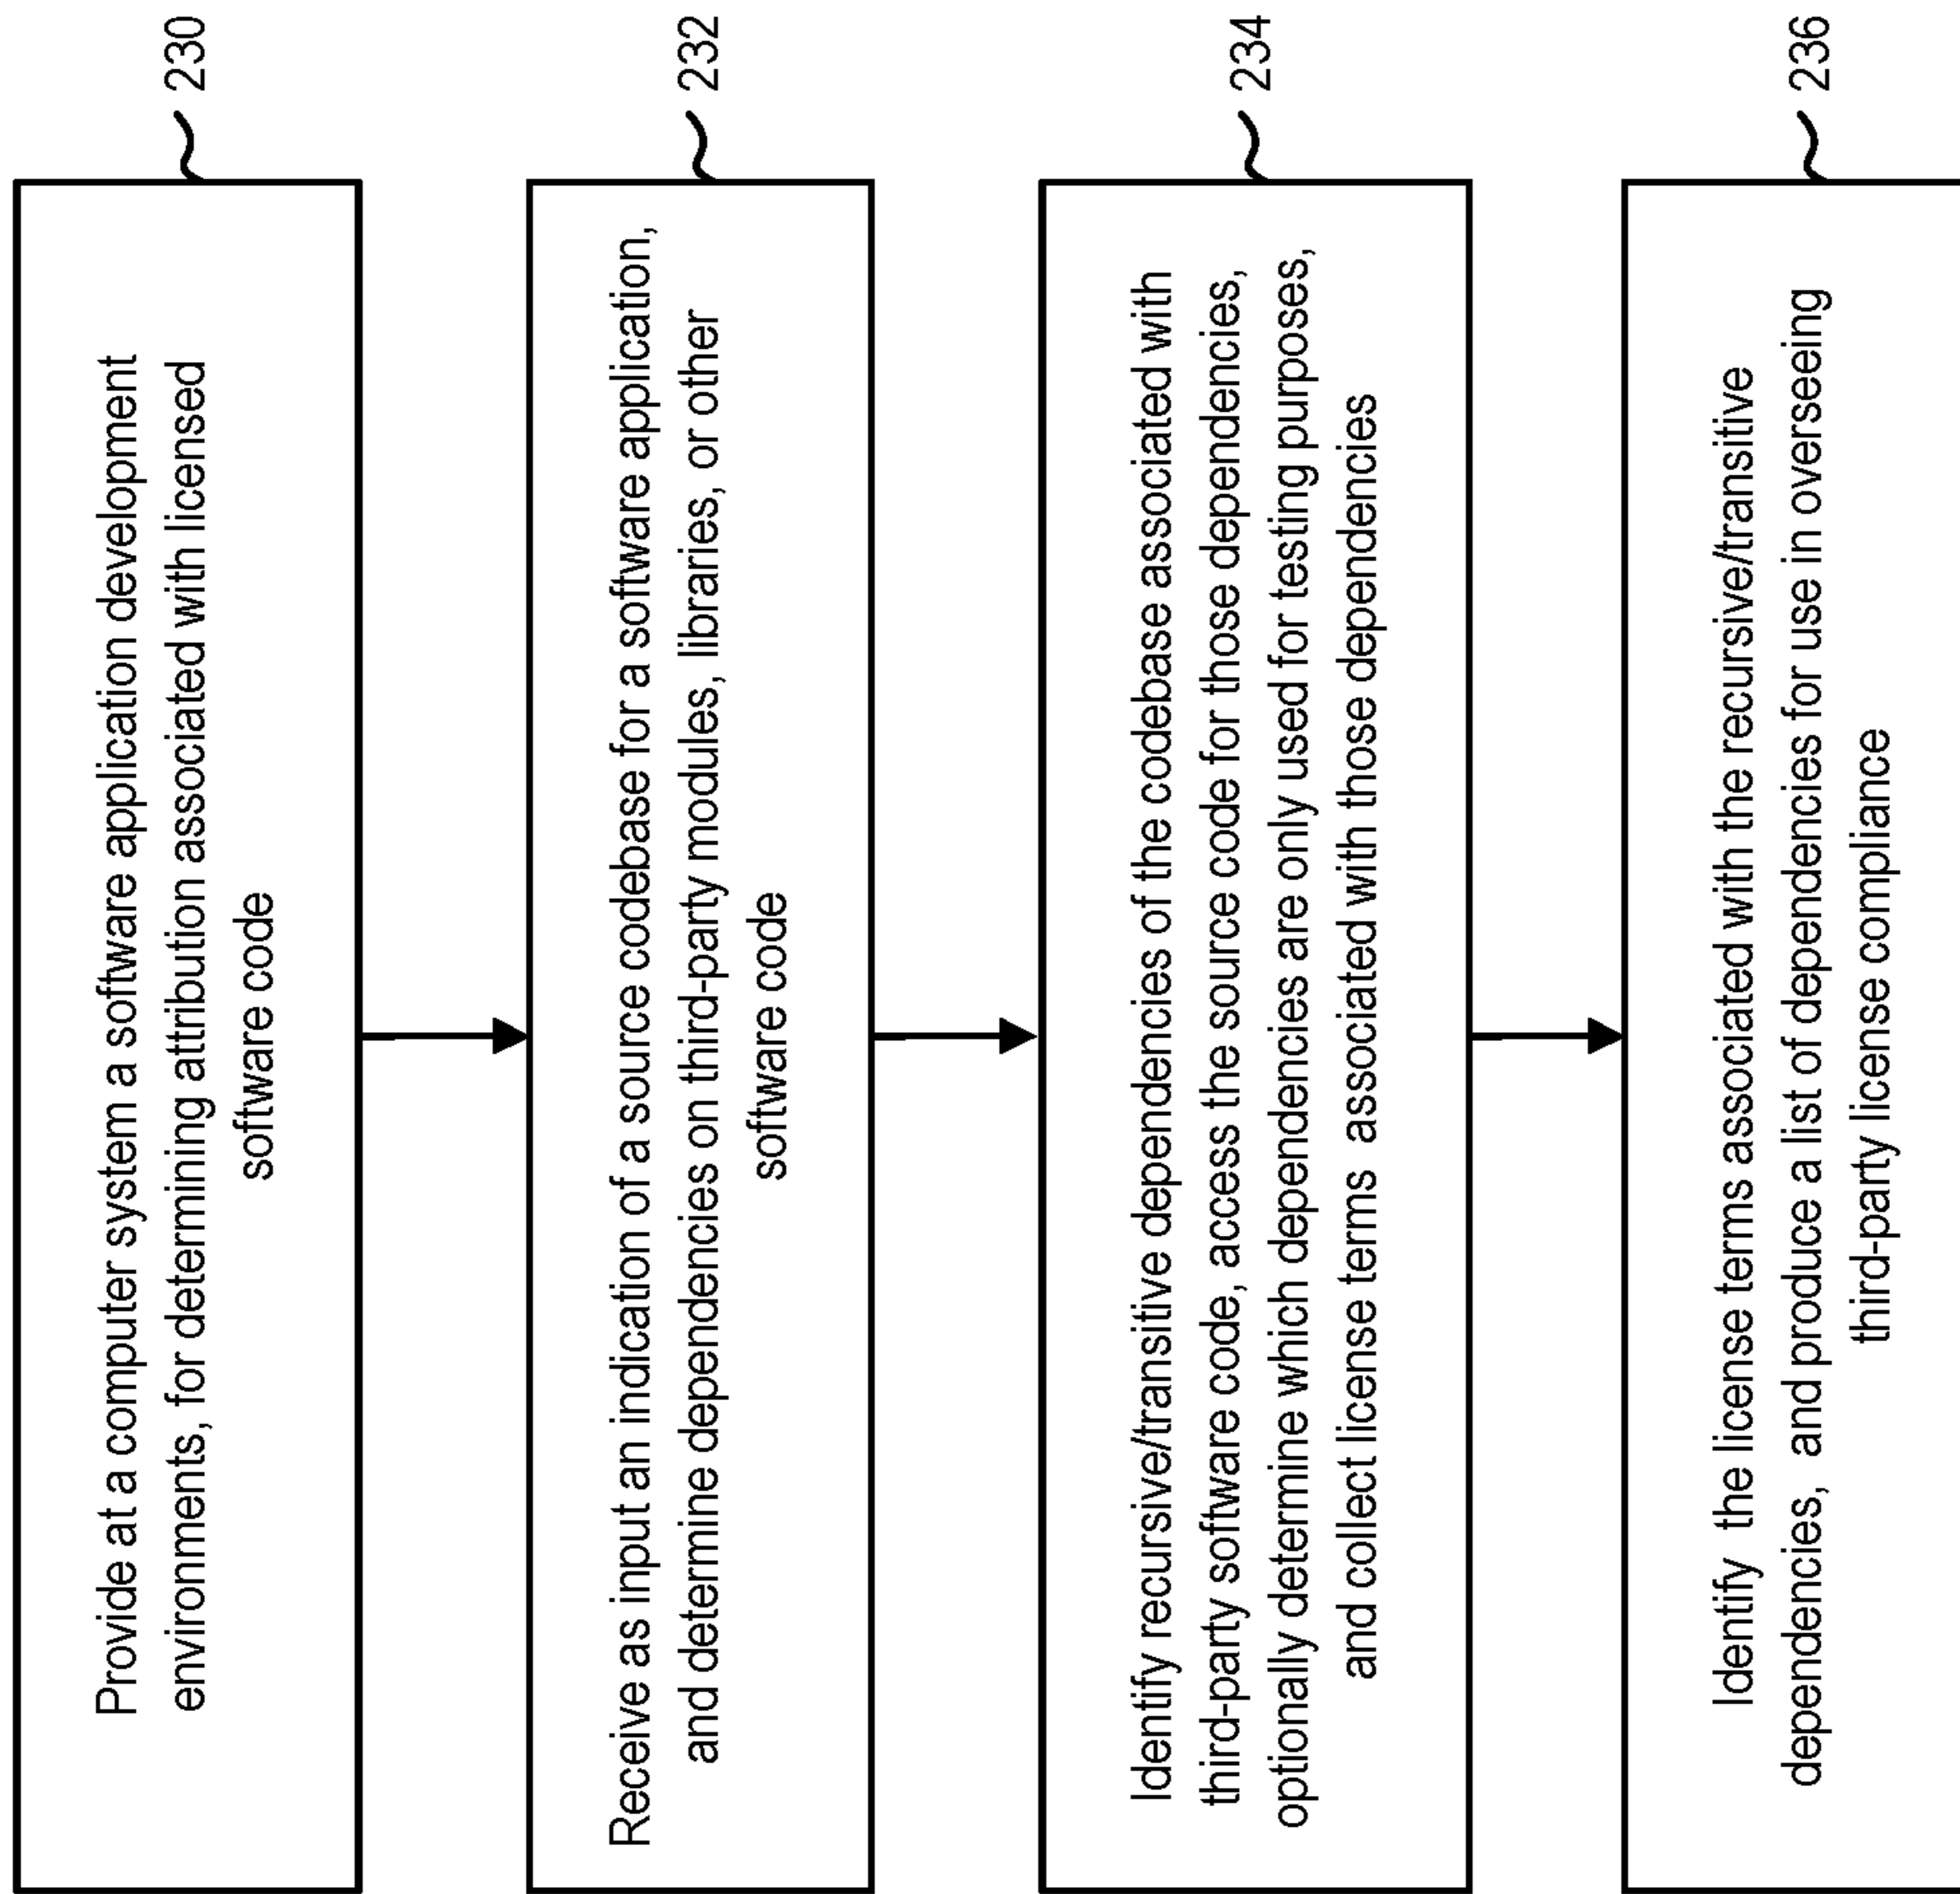 Provide at a computer system a software application development
environments, for determining attribution associated with licensed
software code
230
Receive as input an indication of a source codebase for a software application,
and determine dependencies on third-party modules, libraries, or other
software code
232
Identify recursive/transitive dependencies of the codebase associated with
third-party software code, access the source code for those dependencies,
optionally determine which dependencies are only used for testing purposes,
and collect license terms associated with those dependencies
234
Identify the license terms associated with the recursive/transitive
dependencies, and produce a list of dependencies for use in overseeing
third-party license compliance
236